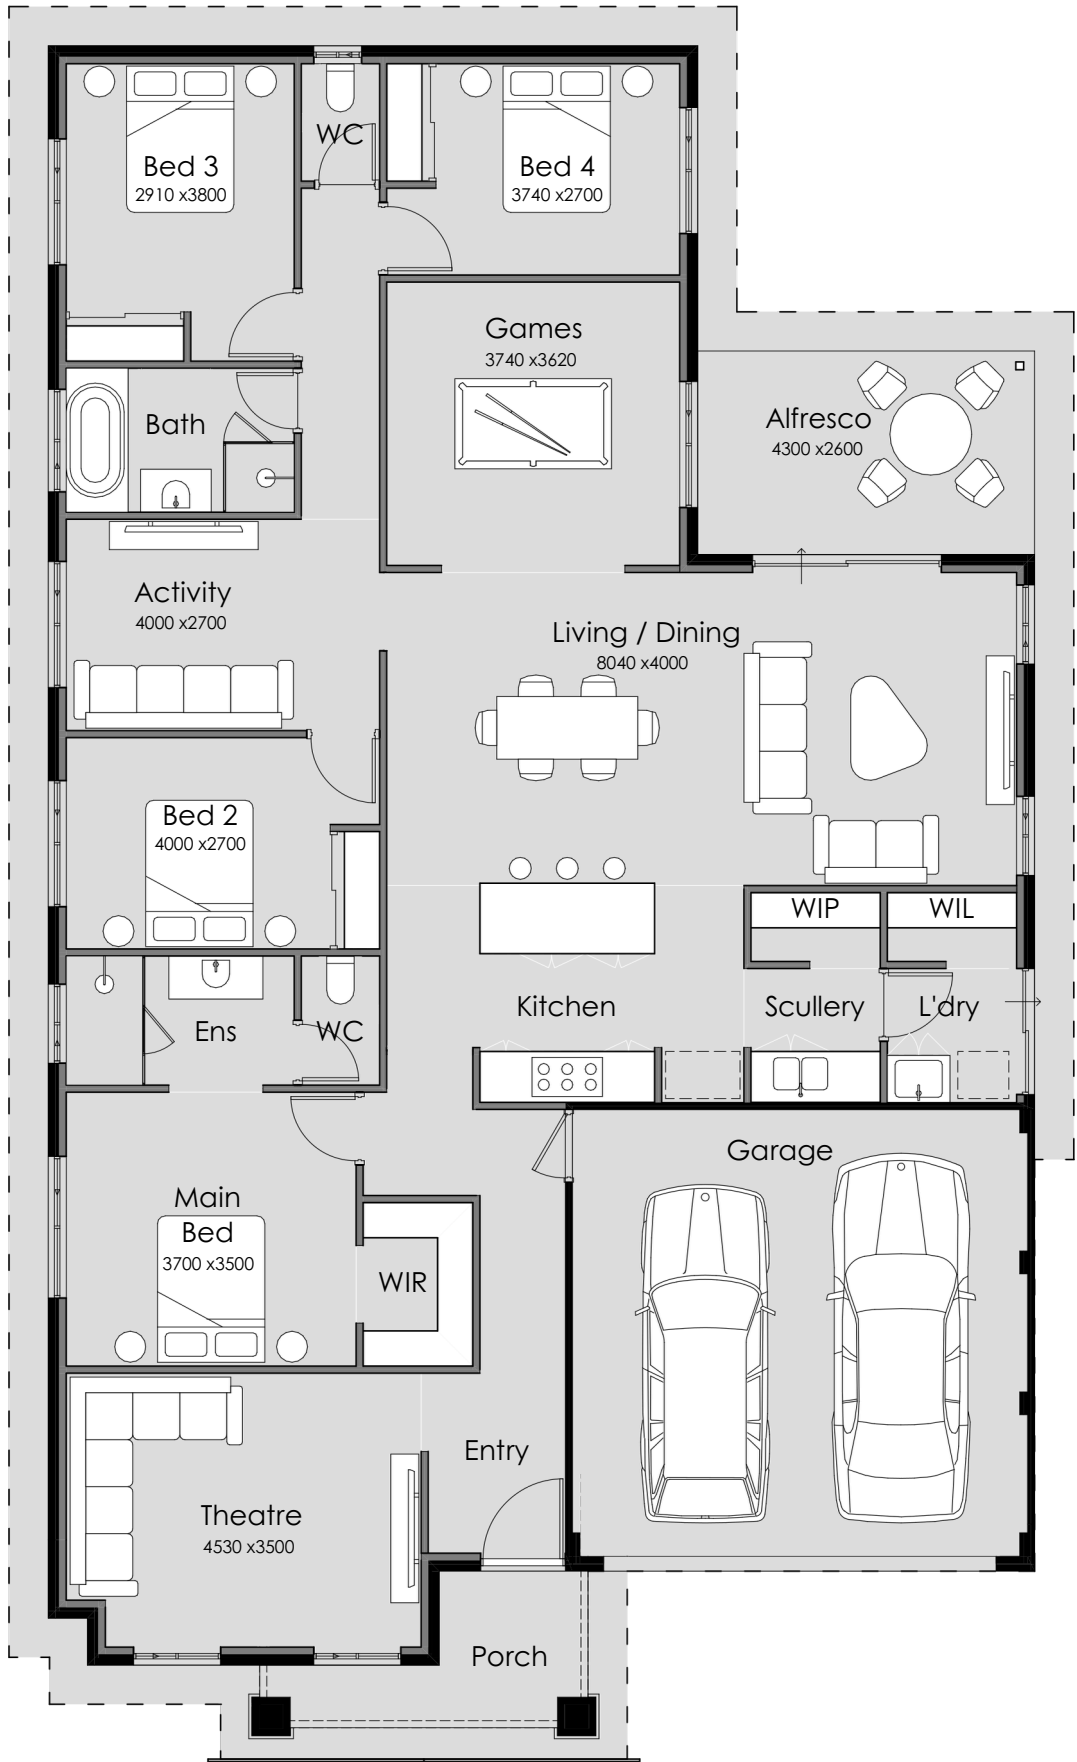 WC
Bed 3
2910 x3800
Bed 4
3740 x2700
Games
3740 x3620
Bath
Alfresco
4300 x2600
Activity
4000 x2700
Living / Dining
8040 x4000
Bed 2
4000 x2700
WIP
WIL
Kitchen
Scullery
L'dry
Ens
WC
Garage
Main
Bed
3700 x3500
WIR
Entry
Theatre
4530 x3500
Porch